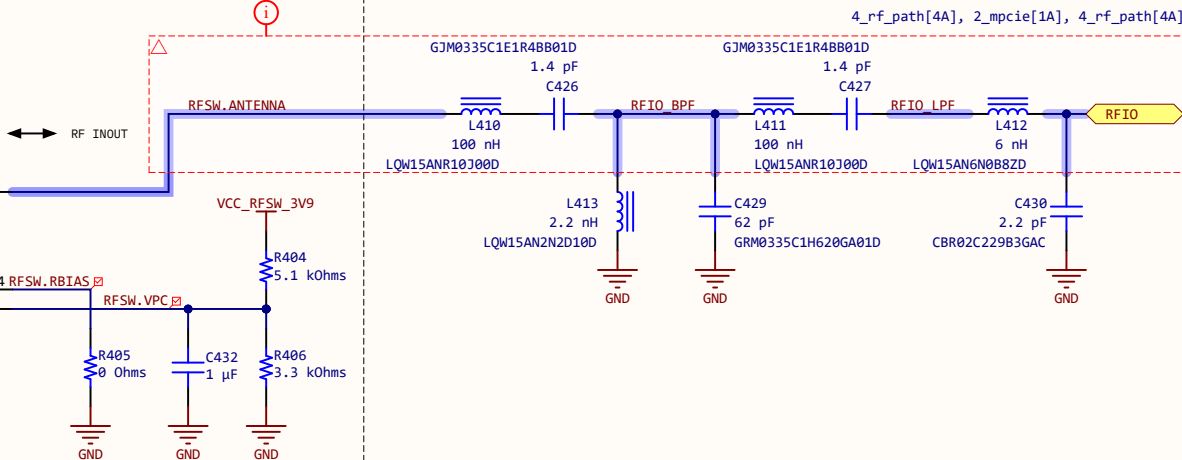 4_rf_path[4A], 2_mpcie[1A], 4_rf_path[4A]
i
GJM0335C1E1R4BB01D
1.4 pF
C426
GJM0335C1E1R4BB01D
1.4 pF
C427
RFSW.ANTENNA
RFIO_BPF
RFIO_LPF
RFIO
RF INOUT
L410
100 nH
LQW15ANR10J00D
L411
100 nH
LQW15ANR10J00D
L412
6 nH
LQW15AN6N0B8ZD
VCC_RFSW_3V9
L413
2.2 nH
LQW15AN2N2D10D
C429
62 pF
GRM0335C1H620GA01D
C430
2.2 pF
CBR02C229B3GAC
R404
5.1 kOhms
GND
GND
GND
4 RFSW.RBIAS
RFSW.VPC
R405
0 Ohms
C432
1 µF
R406
3.3 kOhms
GND
GND
GND